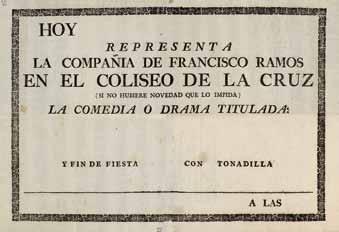 HOY
REPRESENTA
LA COMPAÑIA DE FRANCISCO RAMOS
EN EL COLISEO DE LA CRUZ
(SI NO HUBIERE NOVEDAD QUE LO IMPIDA)
LA COMEDIA O DRAMA TITULADA:
Y FIN DE FIESTA CON TONADILLA
A LAS